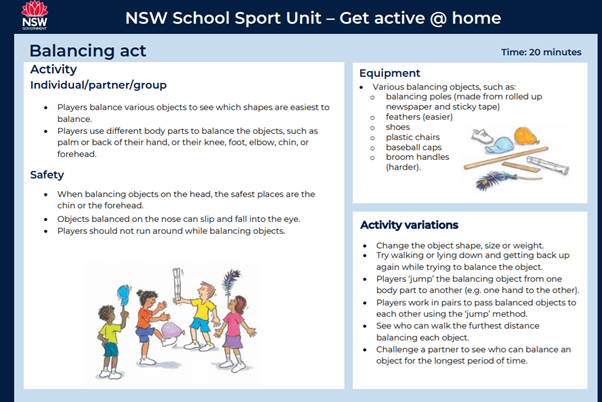 NSW
GOVERNMENT
NSW School Sport Unit – Get active @ home
Balancing act
Time: 20 minutes
Activity
Individual/partner/group
• Players balance various objects to see which shapes are easiest to
balance.
• Players use different body parts to balance the objects, such as
palm or back of their hand, or their knee, foot, elbow, chin, or
forehead.
Safety
• When balancing objects on the head, the safest places are the
chin or the forehead.
• Objects balanced on the nose can slip and fall into the eye.
• Players should not run around while balancing objects.
Equipment
• Various balancing objects, such as:
o balancing poles (made from rolled up
newspaper and sticky tape)
o feathers (easier)
o shoes
o plastic chairs
o baseball caps
o broom handles
(harder).
Activity variations
• Change the object shape, size or weight.
• Try walking or lying down and getting back up
again while trying to balance the object.
• Players ‘jump’ the balancing object from one
body part to another (e.g. one hand to the other).
• Players work in pairs to pass balanced objects to
each other using the ‘jump’ method.
• See who can walk the furthest distance
balancing each object.
• Challenge a partner to see who can balance an
object for the longest period of time.